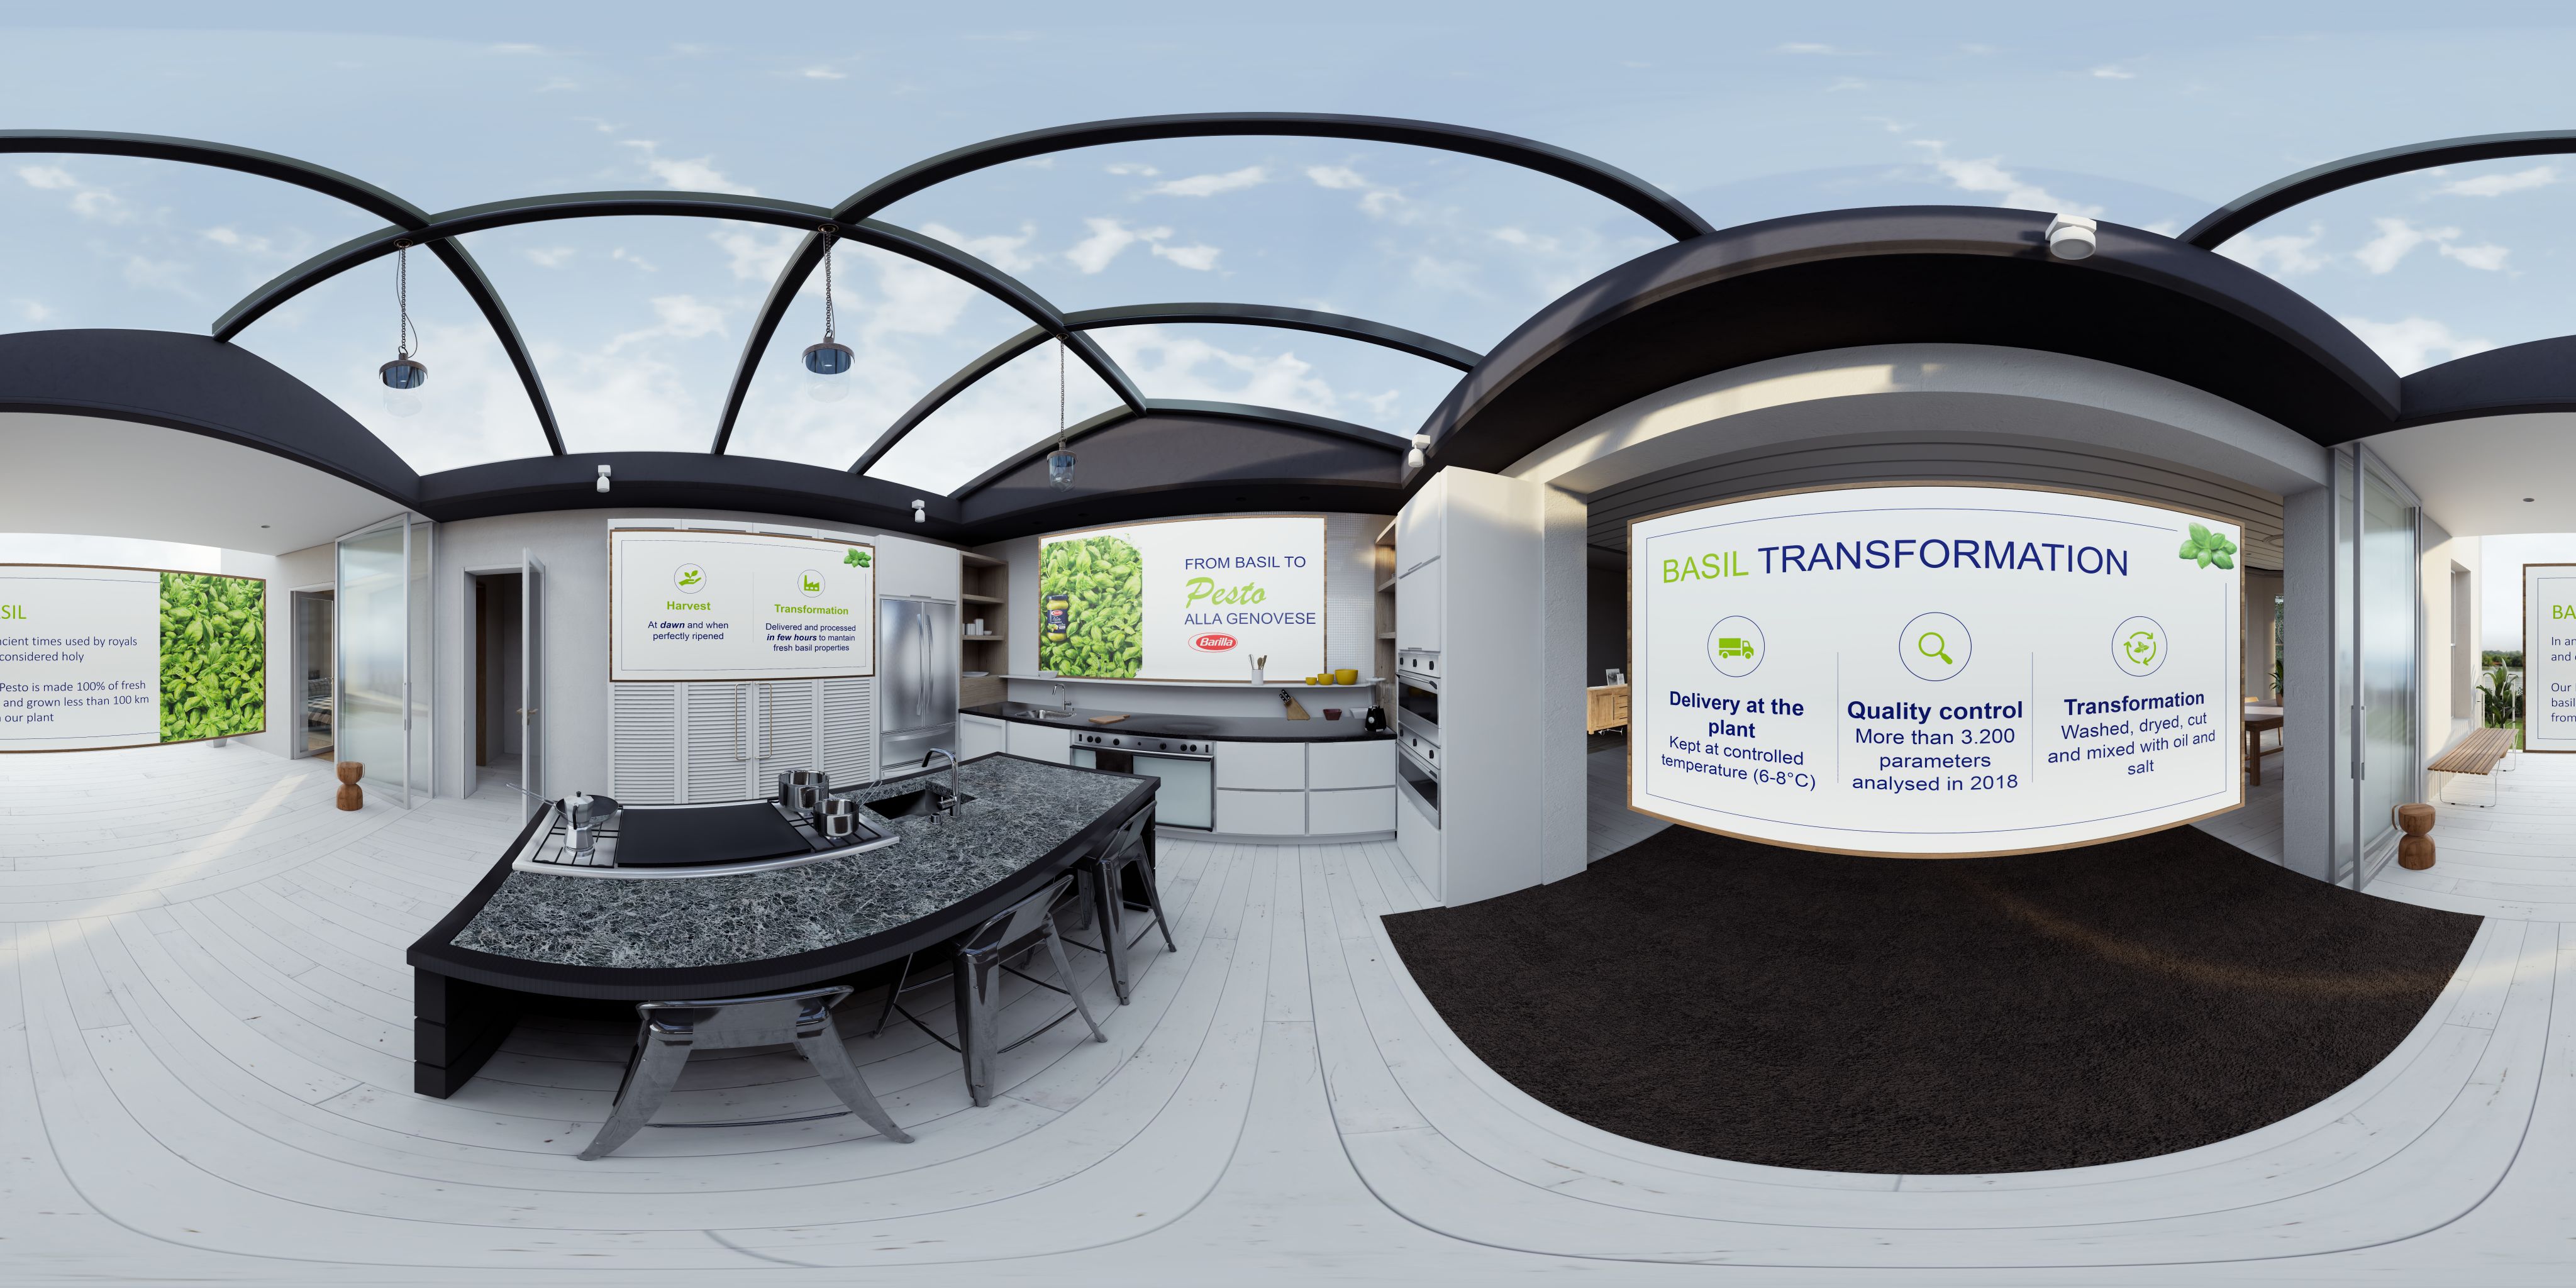 SIL
cient times used by royals
considered holy
Pesto is made 100% of fresh
and grown less than 100 km
our plant
Harvest
At dawn and when
perfectly ripened
Transformation
Delivered and processed
in few hours to mantain
fresh basil properties
FROM BASIL TO
Pesto
ALLA GENOVESE
Barilla
BASIL TRANSFORMATION
Delivery at the
plant
Kept at controlled
temperature (6-8°C)
Quality control
More than 3.200
parameters
analysed in 2018
Transformation
Washed, dryed, cut
and mixed with oil and
salt
BA
In an
and
Our
basil
from